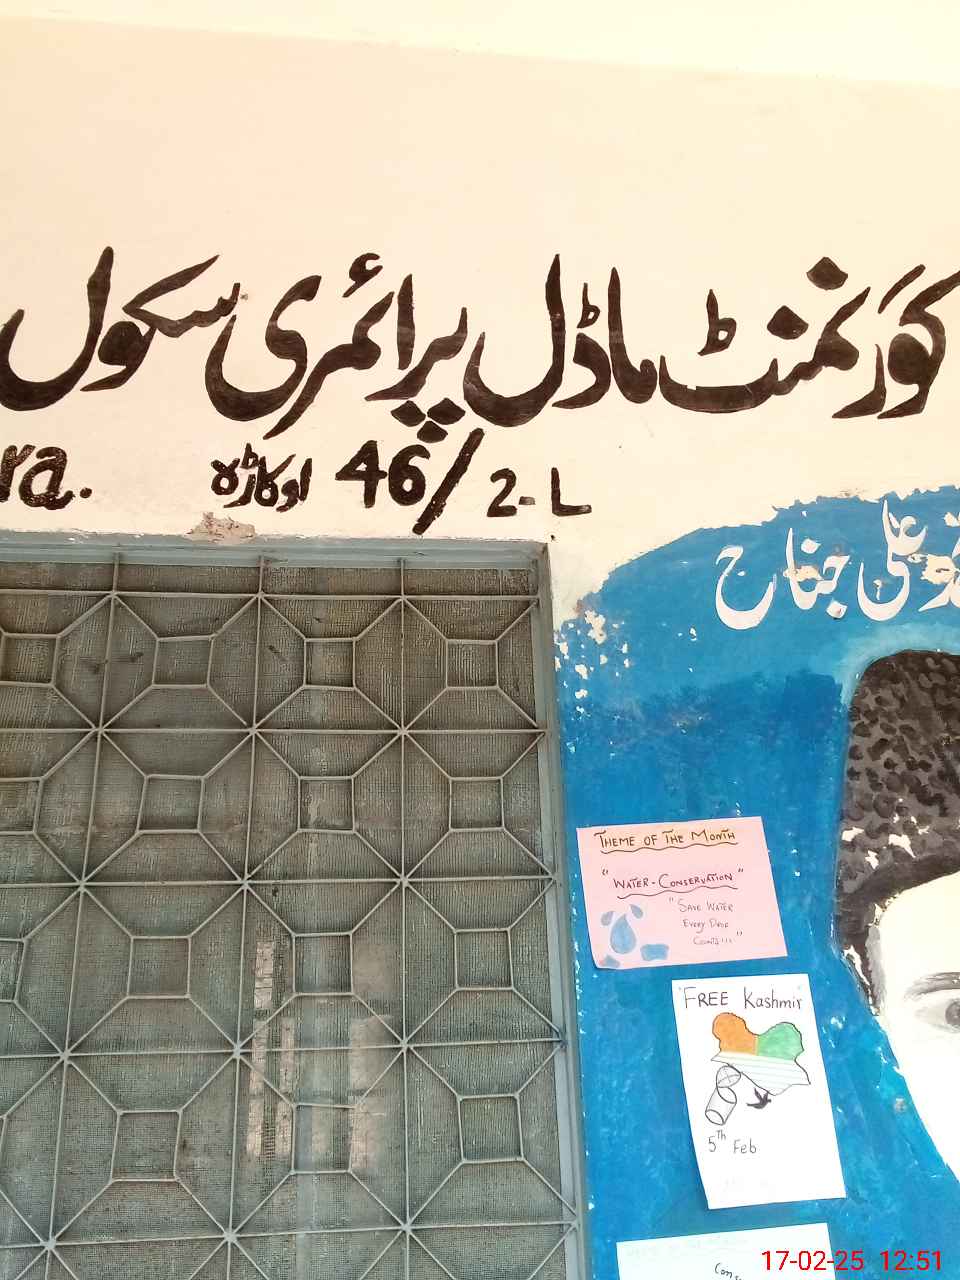 گورنمنٹ ماڈل پرائمری سکول
46/2-L اوکاڑہ
ra.
علی جناح
THEME OF THE MONTH
"WATER-CONSERVATION"
"SAVE WATER
EVERY DROP
COUNTS!!!"
"FREE Kashmir"
5th Feb
17-02-25 12:51